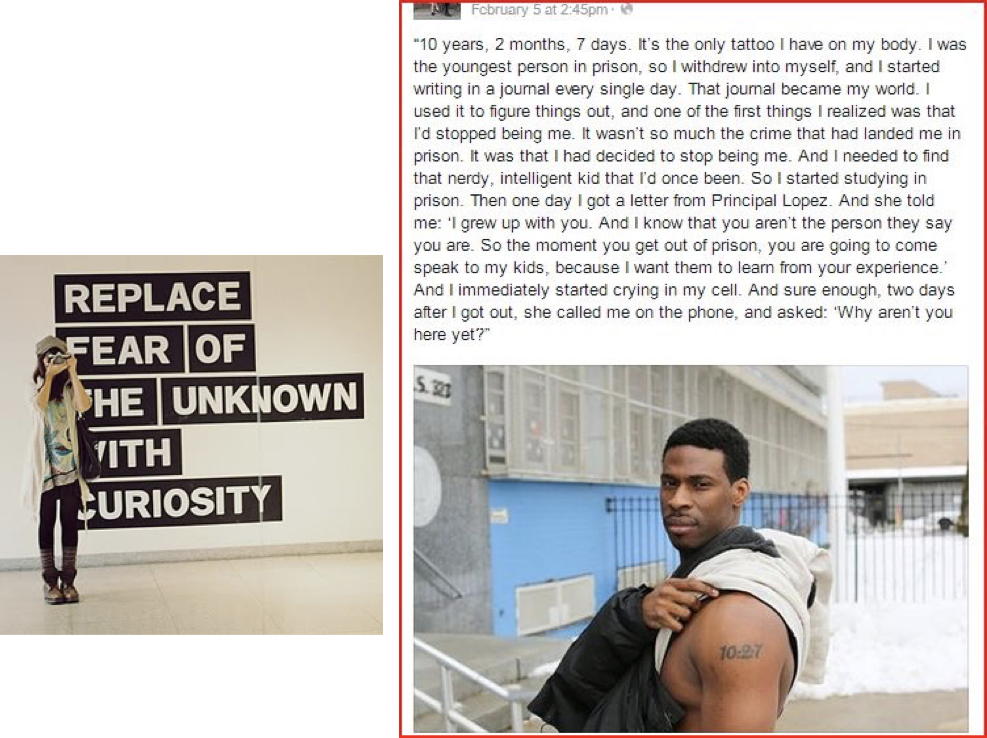 REPLACE
FEAR OF
THE UNKNOWN
WITH
CURIOSITY
February 5 at 2:45pm ·
“10 years, 2 months, 7 days. It’s the only tattoo I have on my body. I was
the youngest person in prison, so I withdrew into myself, and I started
writing in a journal every single day. That journal became my world. I
used it to figure things out, and one of the first things I realized was that
I’d stopped being me. It wasn’t so much the crime that had landed me in
prison. It was that I had decided to stop being me. And I needed to find
that nerdy, intelligent kid that I’d once been. So I started studying in
prison. Then one day I got a letter from Principal Lopez. And she told
me: ‘I grew up with you. And I know that you aren’t the person they say
you are. So the moment you get out of prison, you are going to come
speak to my kids, because I want them to learn from your experience.’
And I immediately started crying in my cell. And sure enough, two days
after I got out, she called me on the phone, and asked: ‘Why aren’t you
here yet?”
S. 323
10:2:7